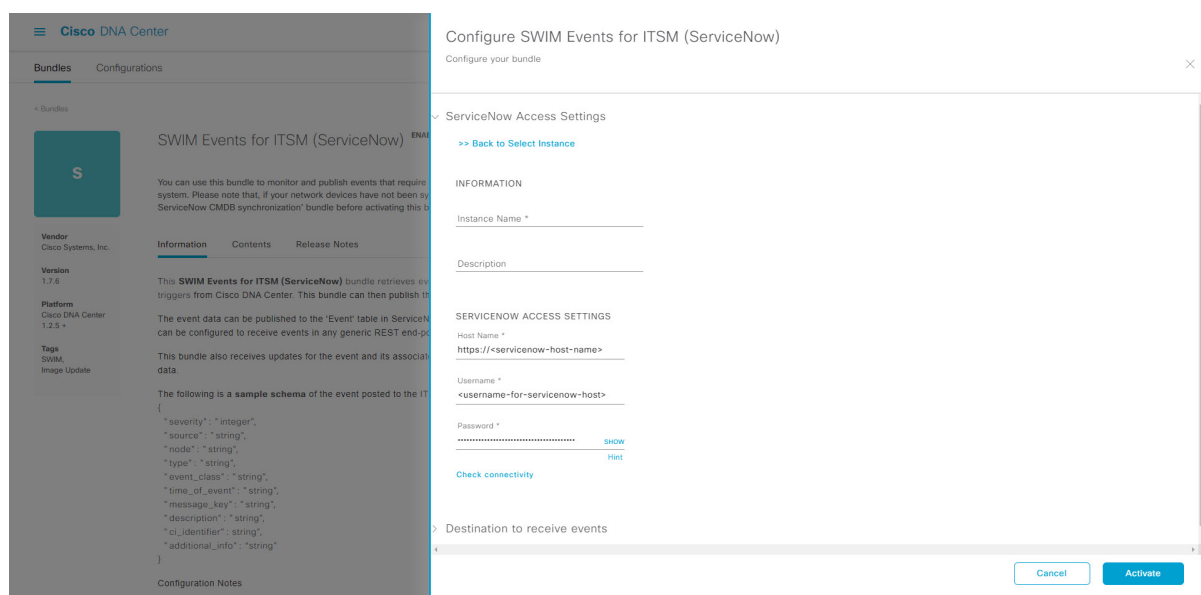 Cisco DNA Center
Bundles Configurations
< Bundles
S
Vendor
Cisco Systems, Inc.
Version
1.7.6
Platform
Cisco DNA Center
1.2.5 +
Tags
SWIM,
Image Update
SWIM Events for ITSM (ServiceNow)
You can use this bundle to monitor and publish events that require
system. Please note that, if your network devices have not been
ServiceNow CMDB synchronization' bundle before activating this
Information Contents Release Notes
This SWIM Events for ITSM (ServiceNow) bundle retrieves
triggers from Cisco DNA Center. This bundle can then publish
The event data can be published to the 'Event' table in
can be configured to receive events in any generic REST
This bundle also receives updates for the event and its
data.
The following is a sample schema of the event posted to the
{
"severity" : "integer",
"source" : "string",
"node" : "string",
"type" : "string",
"event_class" : "string",
"time_of_event" : "string",
"message_key" : "string",
"description" : "string",
"ci_identifier" : string",
"additional_info" : "string"
}
Configuration Notes
Configure SWIM Events for ITSM (ServiceNow)
Configure your bundle
ServiceNow Access Settings
>> Back to Select Instance
INFORMATION
Instance Name *
Description
SERVICENOW ACCESS SETTINGS
Host Name *
https://<servicenow-host-name>
Username *
<username-for-servicenow-host>
Password *
SHOW
Hint
Check connectivity
Destination to receive events
Cancel Activate